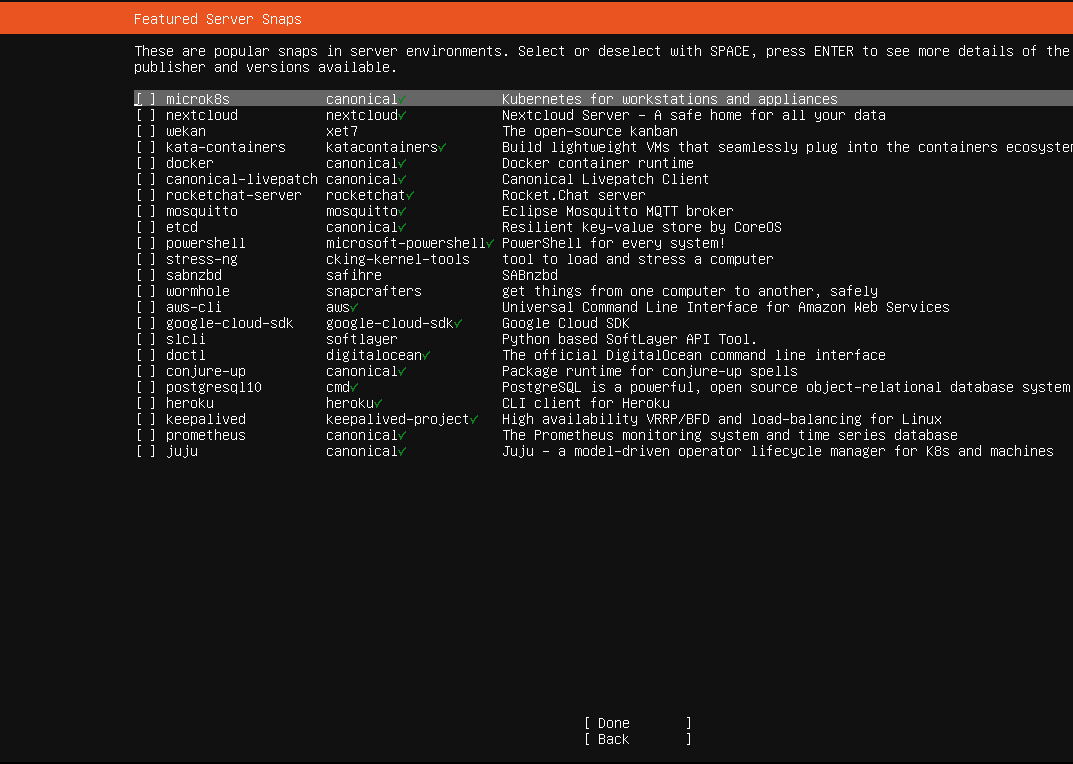 Featured Server Snaps
These are popular snaps in server environments. Select or deselect with SPACE, press ENTER to see more details of the
publisher and versions available.
[ ] microk8s canonical✓ Kubernetes for workstations and appliances
[ ] nextcloud nextcloud✓ Nextcloud Server - A safe home for all your data
[ ] wekan xet7 The open-source kanban
[ ] kata-containers katacontainers✓ Build lightweight VMs that seamlessly plug into the containers ecosystem
[ ] docker canonical✓ Docker container runtime
[ ] canonical-livepatch canonical✓ Canonical Livepatch Client
[ ] rocketchat-server rocketchat✓ Rocket.Chat server
[ ] mosquitto mosquitto✓ Eclipse Mosquitto MQTT broker
[ ] etcd canonical✓ Resilient key-value store by CoreOS
[ ] powershell microsoft-powershell✓ PowerShell for every system!
[ ] stress-ng cking-kernel-tools tool to load and stress a computer
[ ] sabnzbd safihre SABnzbd
[ ] wormhole snapcrafters get things from one computer to another, safely
[ ] aws-cli aws✓ Universal Command Line Interface for Amazon Web Services
[ ] google-cloud-sdk google-cloud-sdk✓ Google Cloud SDK
[ ] slcli softlayer Python based SoftLayer API Tool.
[ ] doctl digitalocean✓ The official DigitalOcean command line interface
[ ] conjure-up canonical✓ Package runtime for conjure-up spells
[ ] postgresql10 cmd✓ PostgreSQL is a powerful, open source object-relational database system
[ ] heroku heroku✓ CLI client for Heroku
[ ] keepalived keepalived-project✓ High availability VRRP/BFD and load-balancing for Linux
[ ] prometheus canonical✓ The Prometheus monitoring system and time series database
[ ] juju canonical✓ Juju - a model-driven operator lifecycle manager for K8s and machines
[ Done ]
[ Back ]